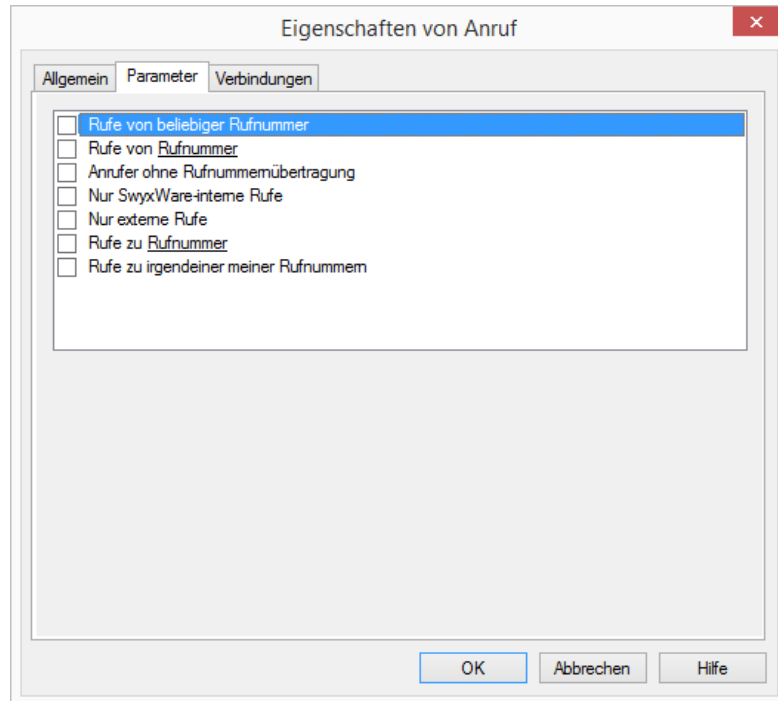 Eigenschaften von Anruf
Allgemein Parameter Verbindungen
Rufe von beliebiger Rufnummer
Rufe von Rufnummer
Anrufer ohne Rufnummernübertragung
Nur SwyxWare-interne Rufe
Nur externe Rufe
Rufe zu Rufnummer
Rufe zu irgendeiner meiner Rufnummern
OK Abbrechen Hilfe